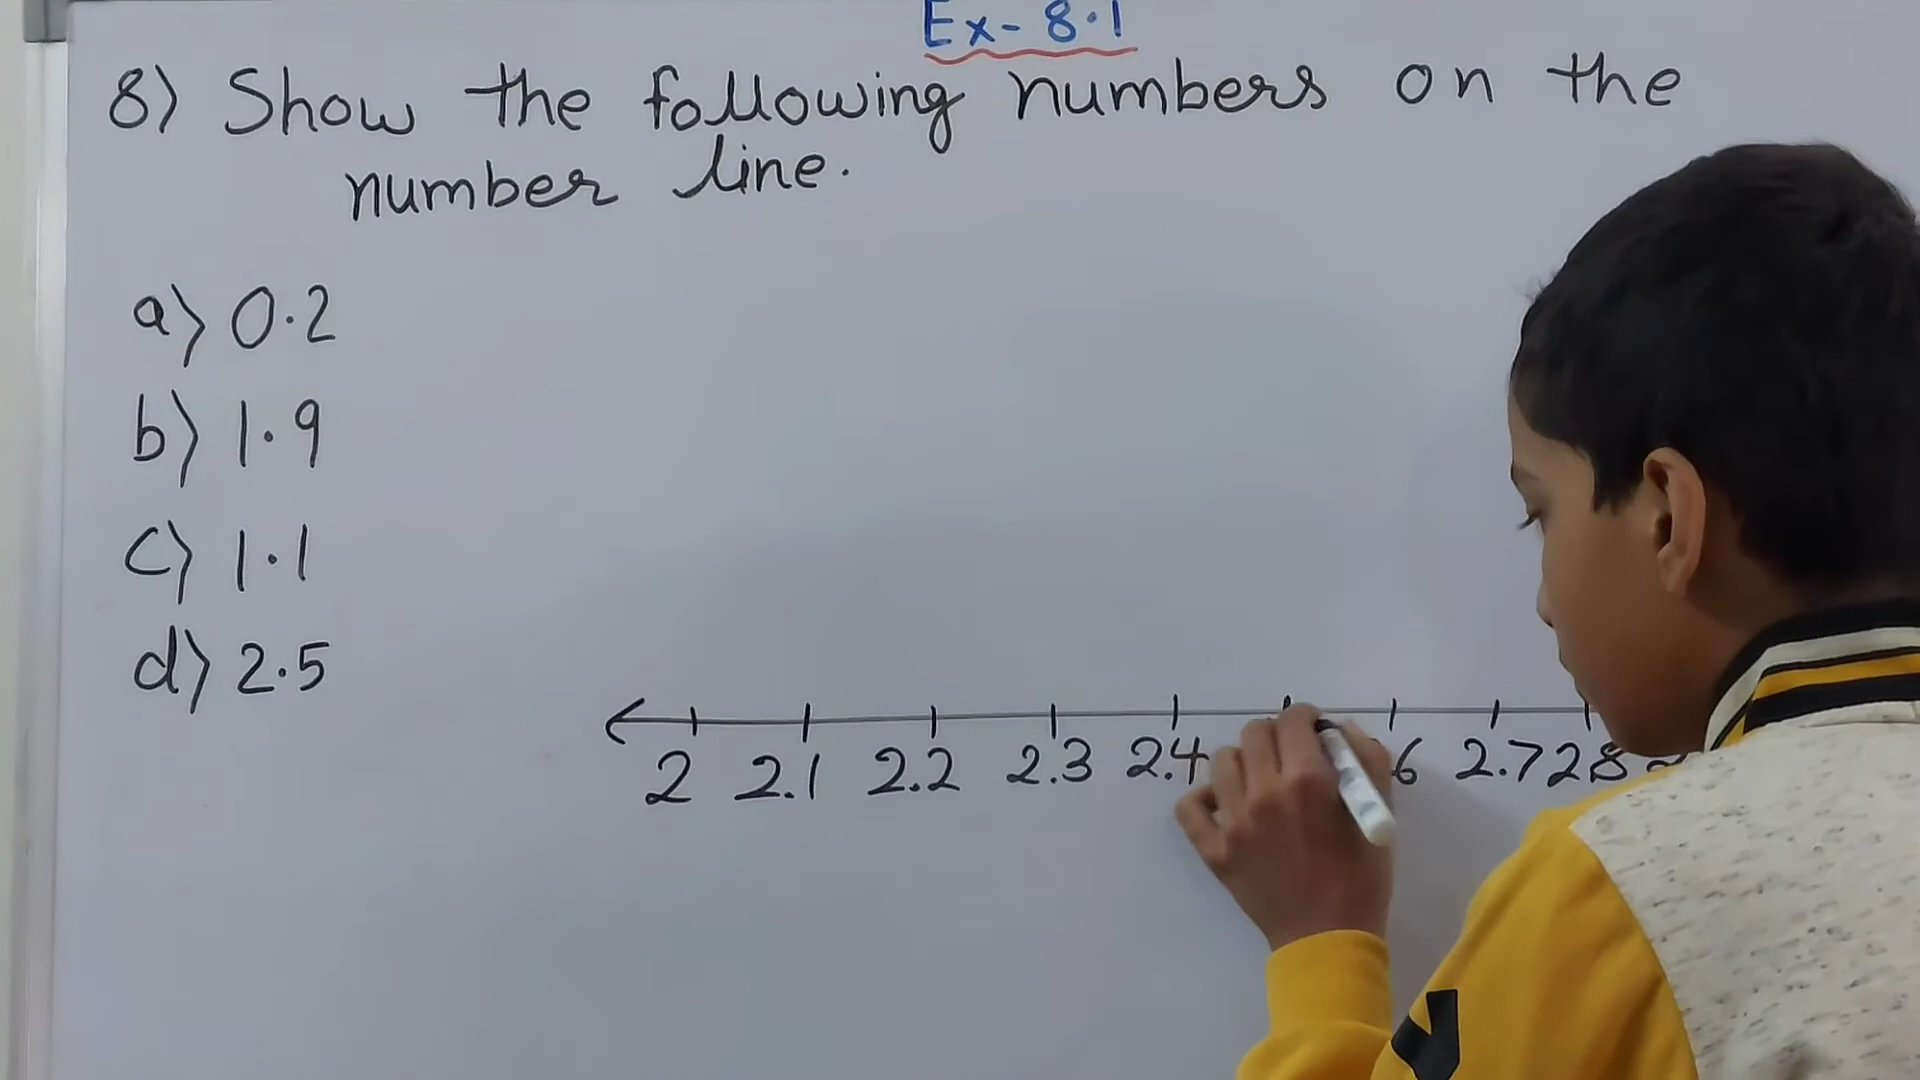 Ex- 8.1
8) Show the following numbers on the
number line.
a) 0.2
b) 1.9
c) 1.1
d) 2.5
2 2.1 2.2 2.3 2.4 .6 2.7 2.8